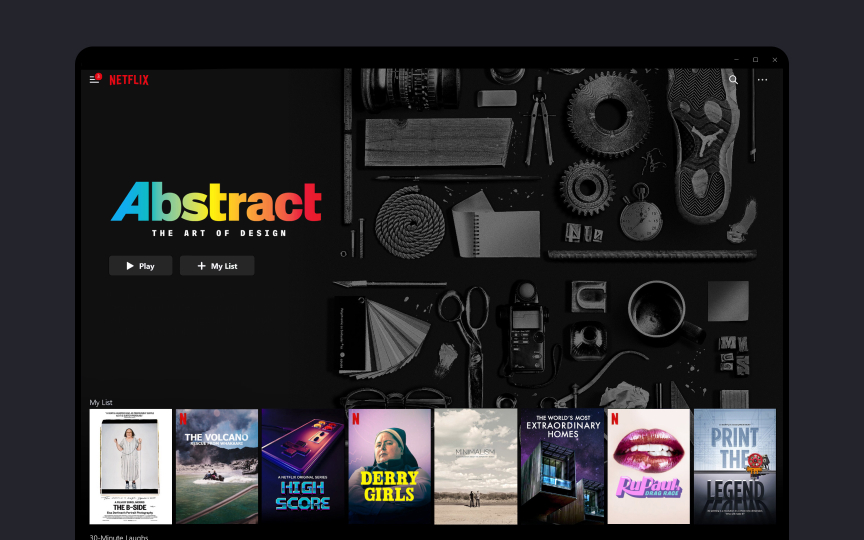 NETFLIX
Abstract
THE ART OF DESIGN
Play
My List
My List
THE B-SIDE
Elsa Dorfman's Portrait Photography
THE VOLCANO
RESCUE FROM WHAKAARI
A NETFLIX ORIGINAL SERIES
HIGH
SCORE
N
DERRY
GIRLS
MINIMALISM
THE WORLD'S MOST
EXTRAORDINARY
HOMES
N
RuPaul's
DRAG RACE
PRINT
THE
LEGEND
30-Minute Laughs